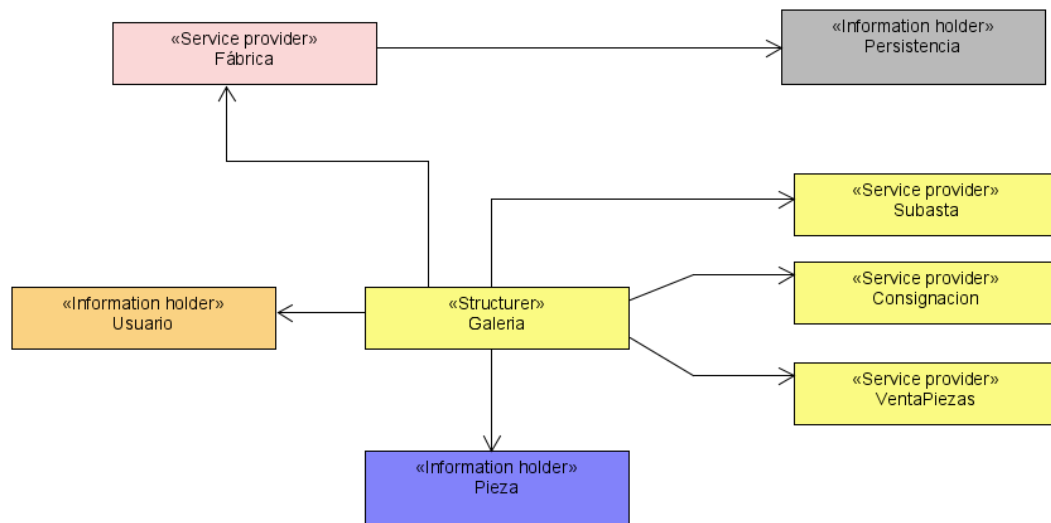 «Service provider»
Fábrica
«Information holder»
Persistencia
«Service provider»
Subasta
«Service provider»
Consignacion
«Information holder»
Usuario
«Structurer»
Galeria
«Service provider»
VentaPiezas
«Information holder»
Pieza